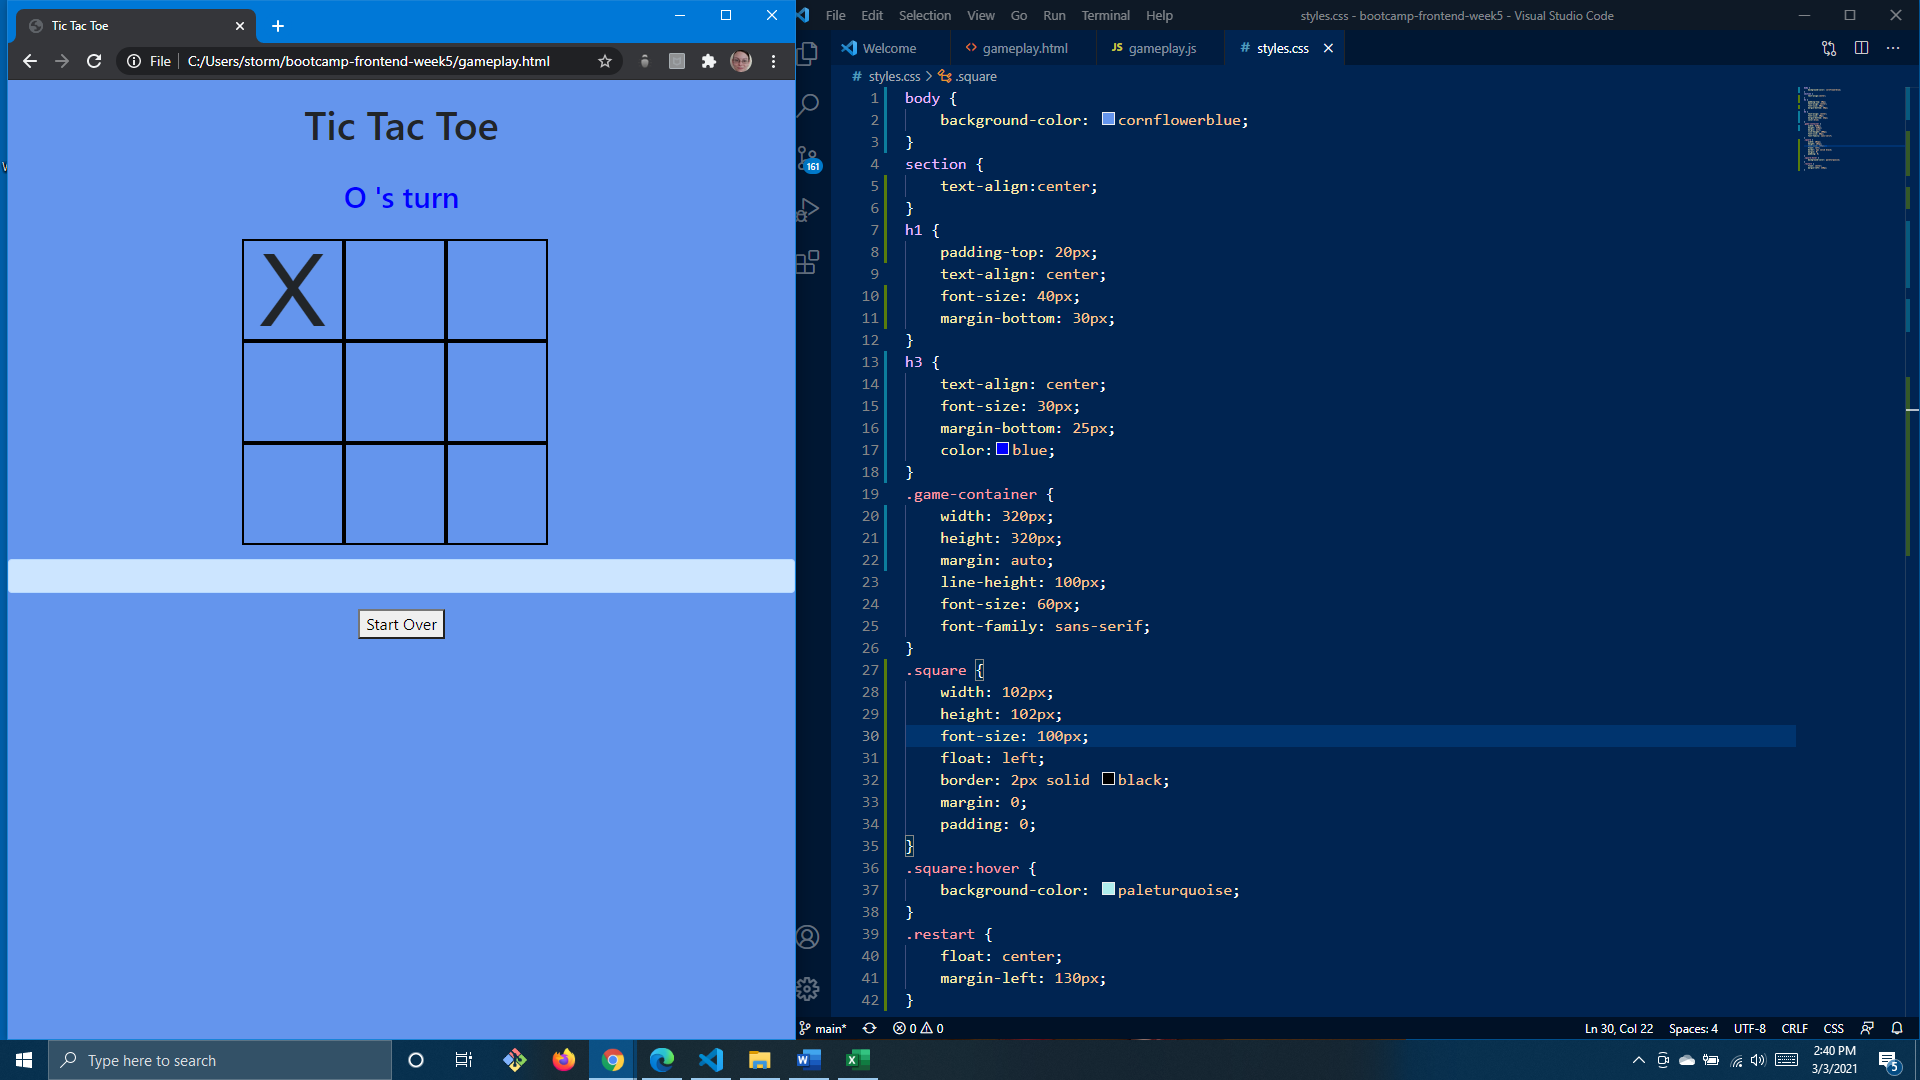 Tic Tac Toe
File C:/Users/storm/bootcamp-frontend-week5/gameplay.html
Tic Tac Toe
O 's turn
X
Start Over
File Edit Selection View Go Run Terminal Help styles.css - bootcamp-frontend-week5 - Visual Studio Code
Welcome gameplay.html JS gameplay.js # styles.css
# styles.css > .square
161
1 body {
2 background-color: cornflowerblue;
3 }
4 section {
5 text-align:center;
6 }
7 h1 {
8 padding-top: 20px;
9 text-align: center;
10 font-size: 40px;
11 margin-bottom: 30px;
12 }
13 h3 {
14 text-align: center;
15 font-size: 30px;
16 margin-bottom: 25px;
17 color: blue;
18 }
19 .game-container {
20 width: 320px;
21 height: 320px;
22 margin: auto;
23 line-height: 100px;
24 font-size: 60px;
25 font-family: sans-serif;
26 }
27 .square {
28 width: 102px;
29 height: 102px;
30 font-size: 100px;
31 float: left;
32 border: 2px solid black;
33 margin: 0;
34 padding: 0;
35 }
36 .square:hover {
37 background-color: paleturquoise;
38 }
39 .restart {
40 float: center;
41 margin-left: 130px;
42 }
main* 0 0 Ln 30, Col 22 Spaces: 4 UTF-8 CRLF CSS
Type here to search
2:40 PM
3/3/2021
5